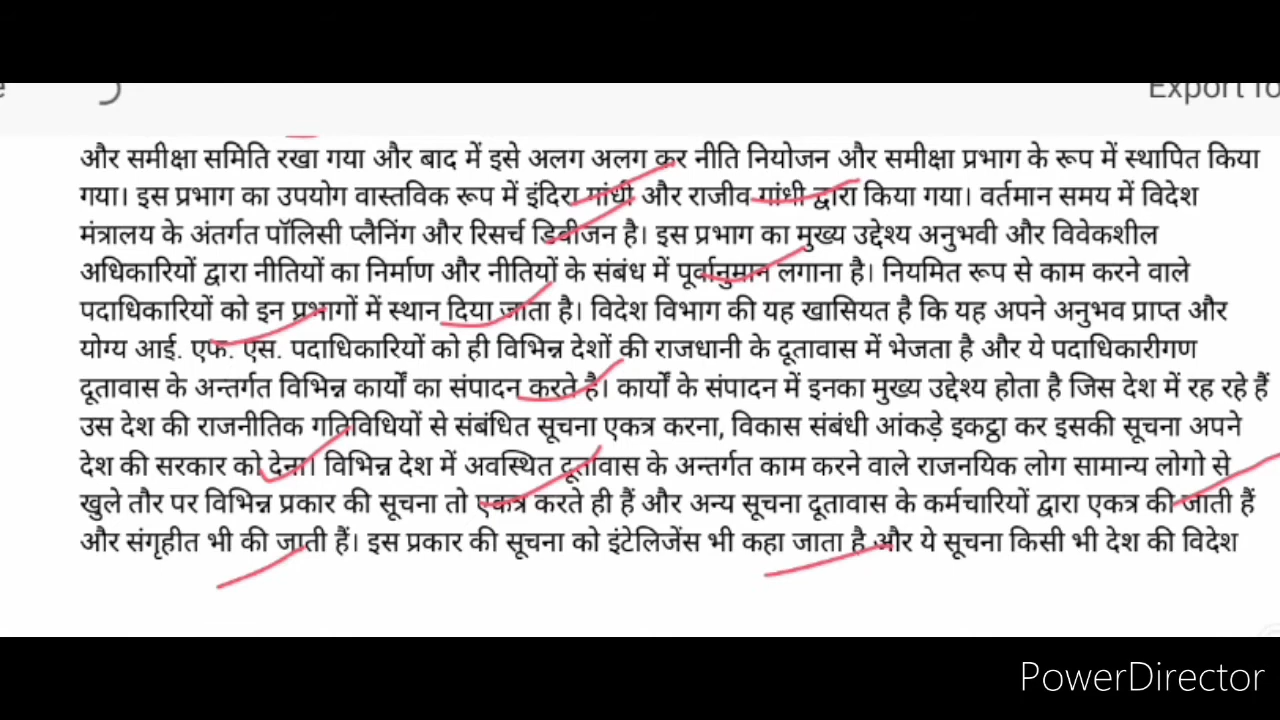 Export to
और समीक्षा समिति रखा गया और बाद में इसे अलग अलग कर नीति नियोजन और समीक्षा प्रभाग के रूप में स्थापित किया
गया। इस प्रभाग का उपयोग वास्तविक रूप में इंदिरा गांधी और राजीव गांधी द्वारा किया गया। वर्तमान समय में विदेश
मंत्रालय के अंतर्गत पॉलिसी प्लैनिंग और रिसर्च डिवीजन है। इस प्रभाग का मुख्य उद्देश्य अनुभवी और विवेकशील
अधिकारियों द्वारा नीतियों का निर्माण और नीतियों के संबंध में पूर्वानुमान लगाना है। नियमित रूप से काम करने वाले
पदाधिकारियों को इन प्रभागों में स्थान दिया जाता है। विदेश विभाग की यह खासियत है कि यह अपने अनुभव प्राप्त और
योग्य आई. एफ. एस. पदाधिकारियों को ही विभिन्न देशों की राजधानी के दूतावास में भेजता है और ये पदाधिकारीगण
दूतावास के अन्तर्गत विभिन्न कार्यों का संपादन करते है। कार्यों के संपादन में इनका मुख्य उद्देश्य होता है जिस देश में रह रहे हैं
उस देश की राजनीतिक गतिविधियों से संबंधित सूचना एकत्र करना, विकास संबंधी आंकड़े इकट्ठा कर इसकी सूचना अपने
देश की सरकार को देना। विभिन्न देश में अवस्थित दूतावास के अन्तर्गत काम करने वाले राजनयिक लोग सामान्य लोगो से
खुले तौर पर विभिन्न प्रकार की सूचना तो एकत्र करते ही हैं और अन्य सूचना दूतावास के कर्मचारियों द्वारा एकत्र की जाती हैं
और संगृहीत भी की जाती हैं। इस प्रकार की सूचना को इंटेलिजेंस भी कहा जाता है और ये सूचना किसी भी देश की विदेश
PowerDirector